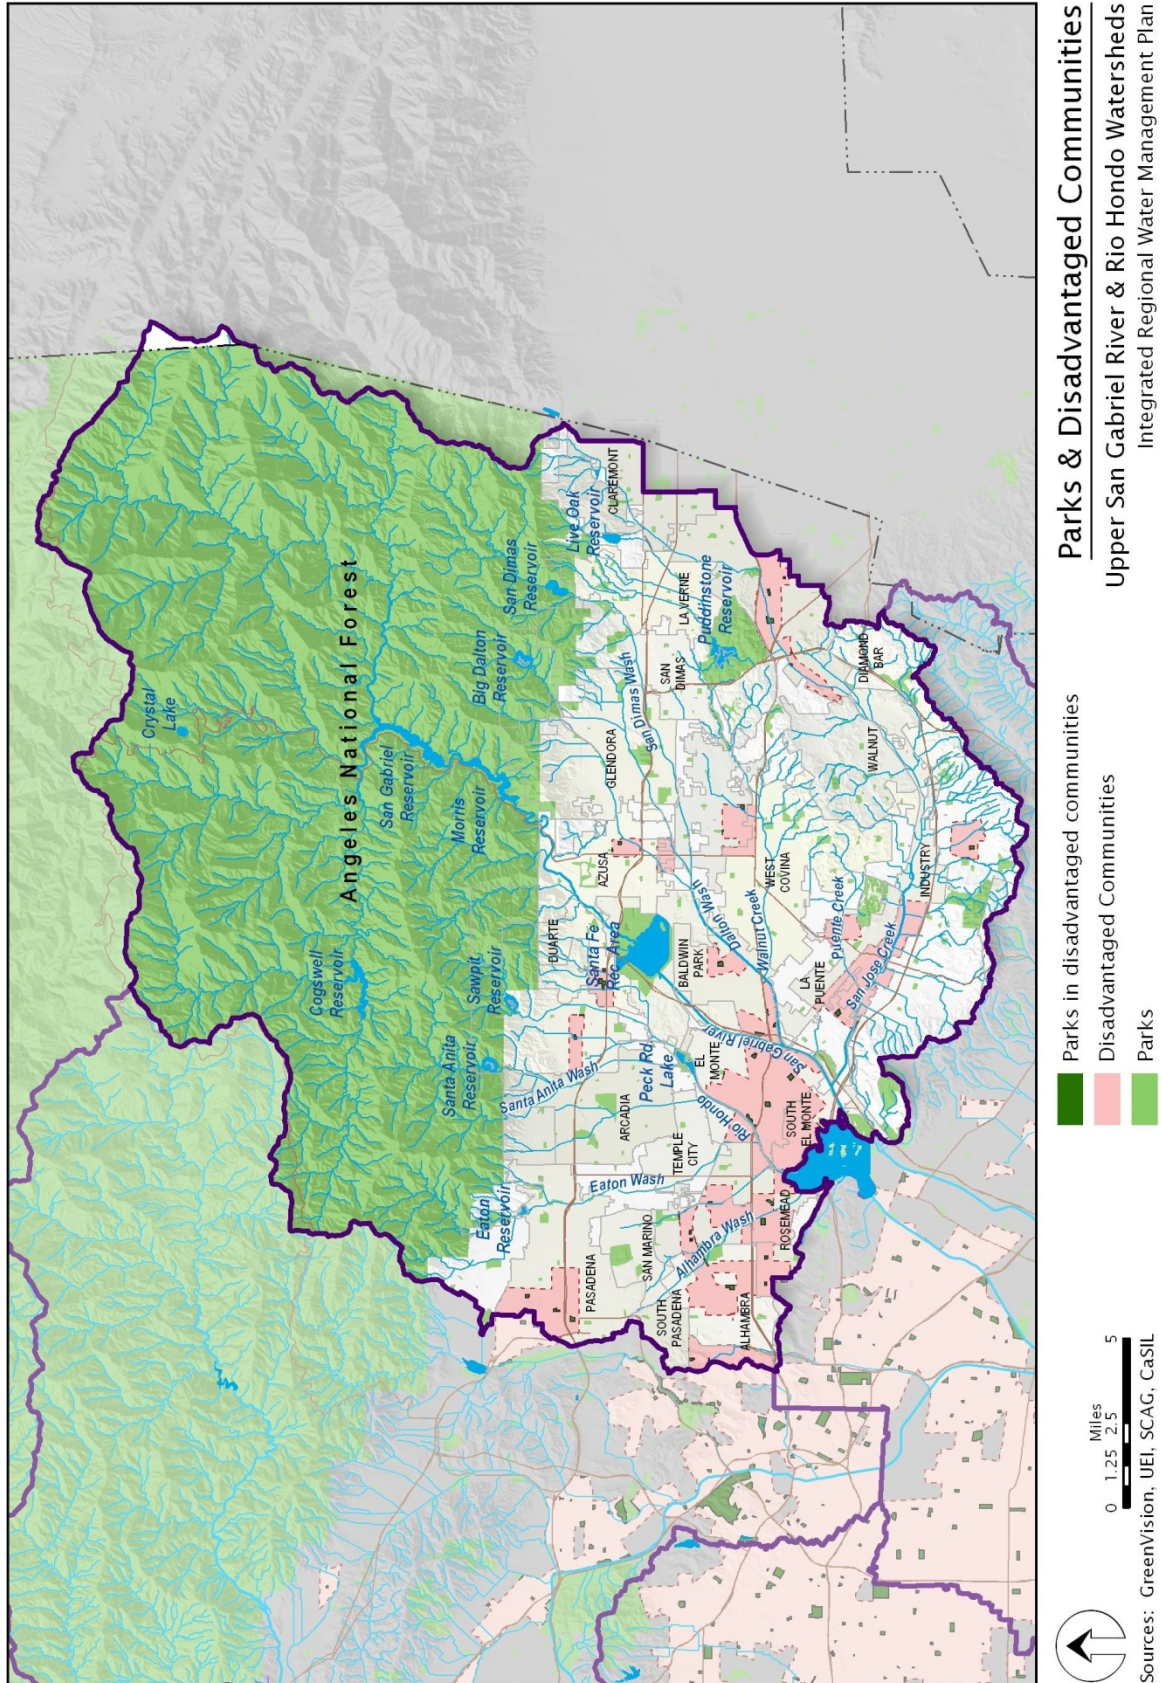 Crystal
Lake
Angeles National Forest
Cogswell
Reservoir
San Gabriel
Reservoir
Morris
Reservoir
Big Dalton
Reservoir
San Dimas
Reservoir
Live Oak
Reservoir
Santa Anita
Reservoir
Sawpit
Reservoir
Eaton
Reservoir
Santa Anita Wash
DUARTE
Santa Fe
Rec. Area
AZUSA
GLENDORA
San Dimas Wash
CLAREMONT
LA VERNE
SAN
DIMAS
Puddinstone
Reservoir
PASADENA
Eaton Wash
ARCADIA
Peck Rd
Lake
BALDWIN
PARK
Dalton Wash
SAN MARINO
TEMPLE
CITY
EL
MONTE
Walnut Creek
WEST
COVINA
SOUTH
PASADENA
Alhambra Wash
Rio Hondo
San Gabriel River
LA
PUENTE
Puente Creek
ALHAMBRA
ROSEMEAD
SOUTH
EL MONTE
San Jose Creek
WALNUT
DIAMOND
BAR
INDUSTRY
Parks & Disadvantaged Communities
Upper San Gabriel River & Rio Hondo Watersheds
Integrated Regional Water Management Plan
Parks in disadvantaged communities
Disadvantaged Communities
Parks
Miles
0 1.25 2.5 5
Sources: GreenVision, UEI, SCAG, CaSIL